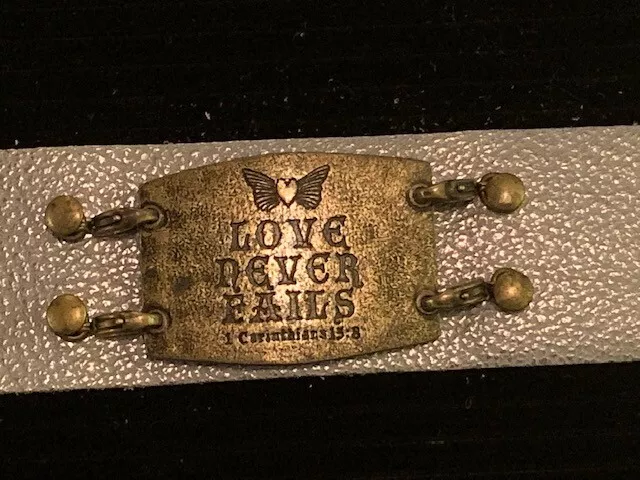 LOVE
NEVER
FAILS
1 Corinthians 13:8